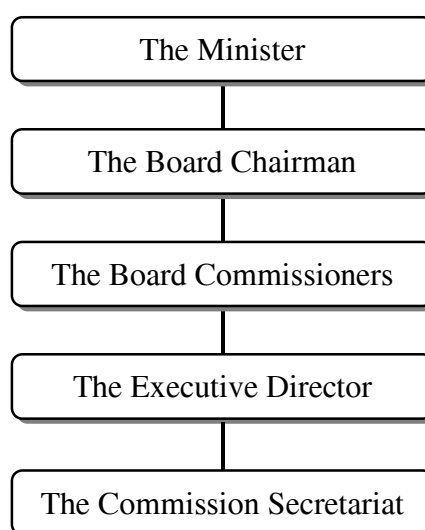 The Minister
The Board Chairman
The Board Commissioners
The Executive Director
The Commission Secretariat